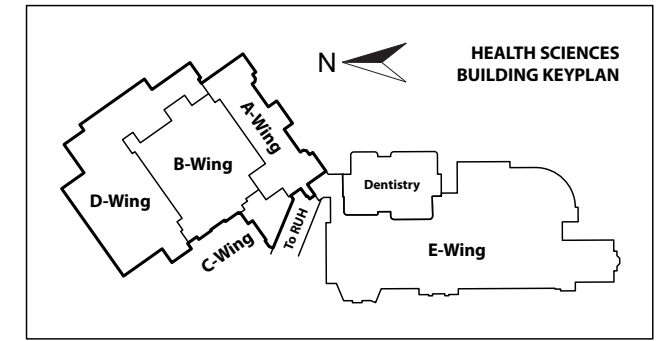 N
HEALTH SCIENCES
BUILDING KEYPLAN
A-Wing
B-Wing
D-Wing
C-Wing
To RUH
Dentistry
E-Wing